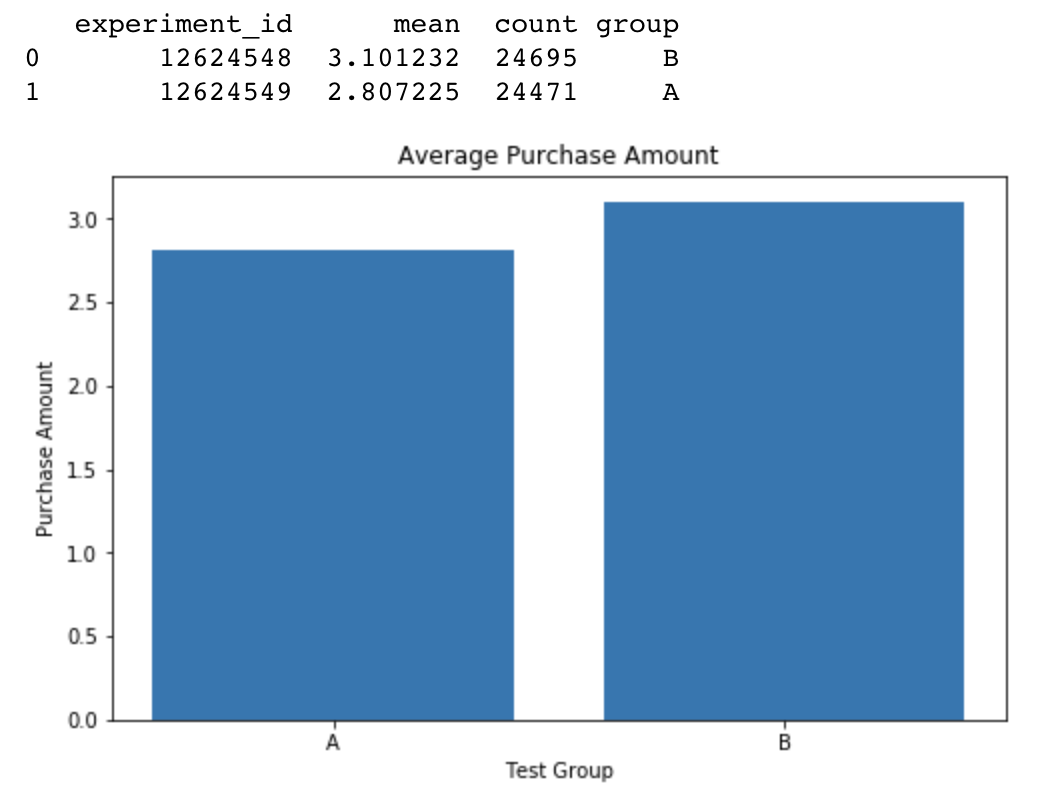 experiment_id mean count group
0 12624548 3.101232 24695 B
1 12624549 2.807225 24471 A
Average Purchase Amount
3.0
2.5
2.0
1.5
1.0
0.5
0.0
Purchase Amount
A B
Test Group